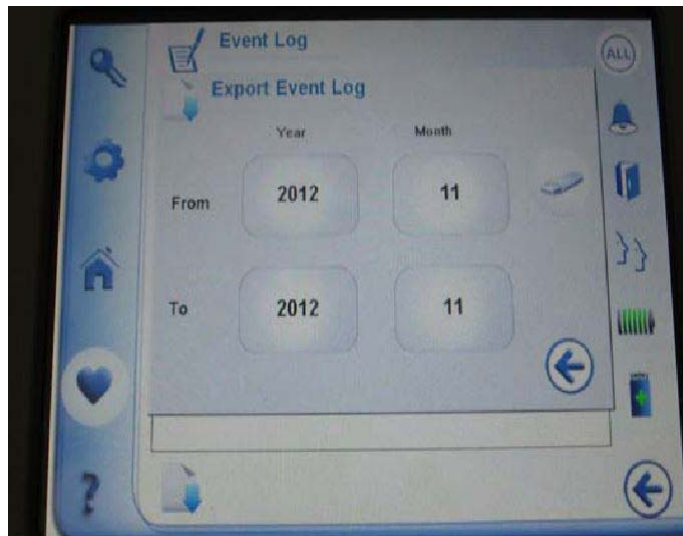 Event Log
ALL
Export Event Log
Year Month
From 2012 11
To 2012 11
?